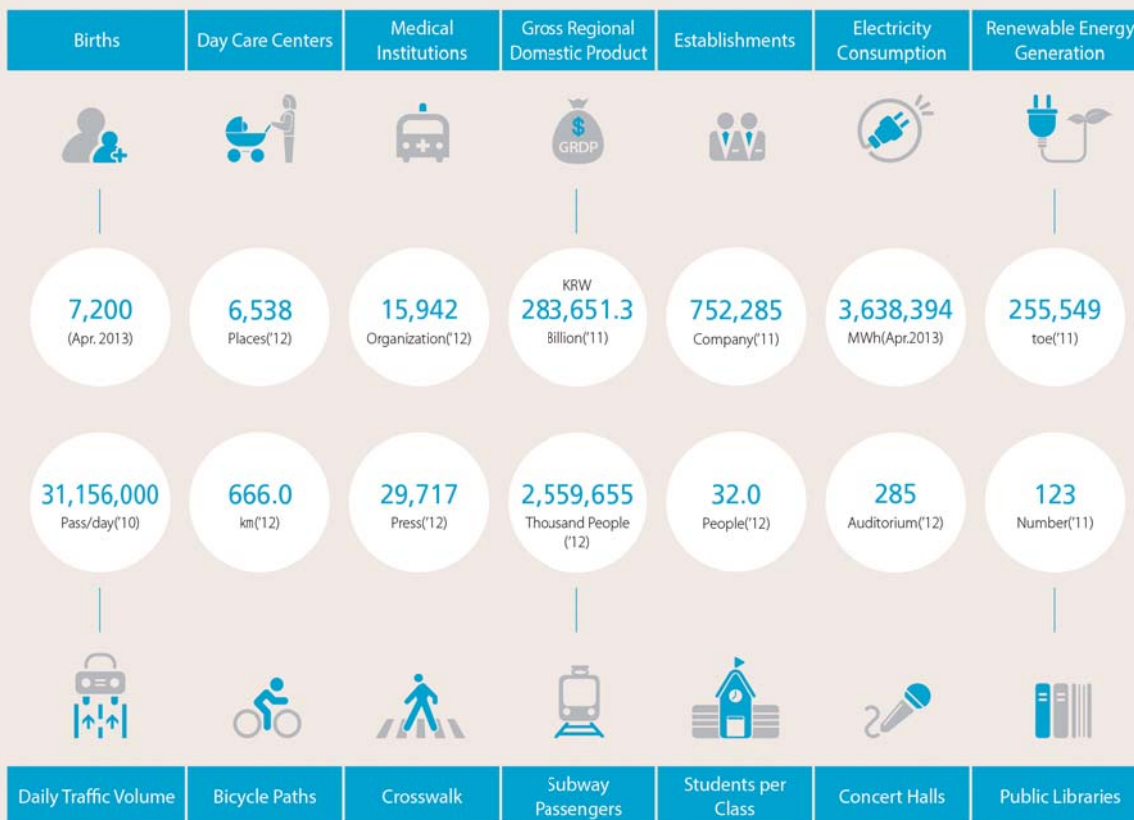 Births
Day Care Centers
Medical
Institutions
Gross Regional
Domestic Product
Establishments
Electricity
Consumption
Renewable Energy
Generation
$
GRDP
7,200
(Apr. 2013)
6,538
Places('12)
15,942
Organization('12)
KRW
283,651.3
Billion('11)
752,285
Company('11)
3,638,394
MWh(Apr.2013)
255,549
toe('11)
31,156,000
Pass/day('10)
666.0
km('12)
29,717
Press('12)
2,559,655
Thousand People
('12)
32.0
People('12)
285
Auditorium('12)
123
Number('11)
Daily Traffic Volume
Bicycle Paths
Crosswalk
Subway
Passengers
Students per
Class
Concert Halls
Public Libraries